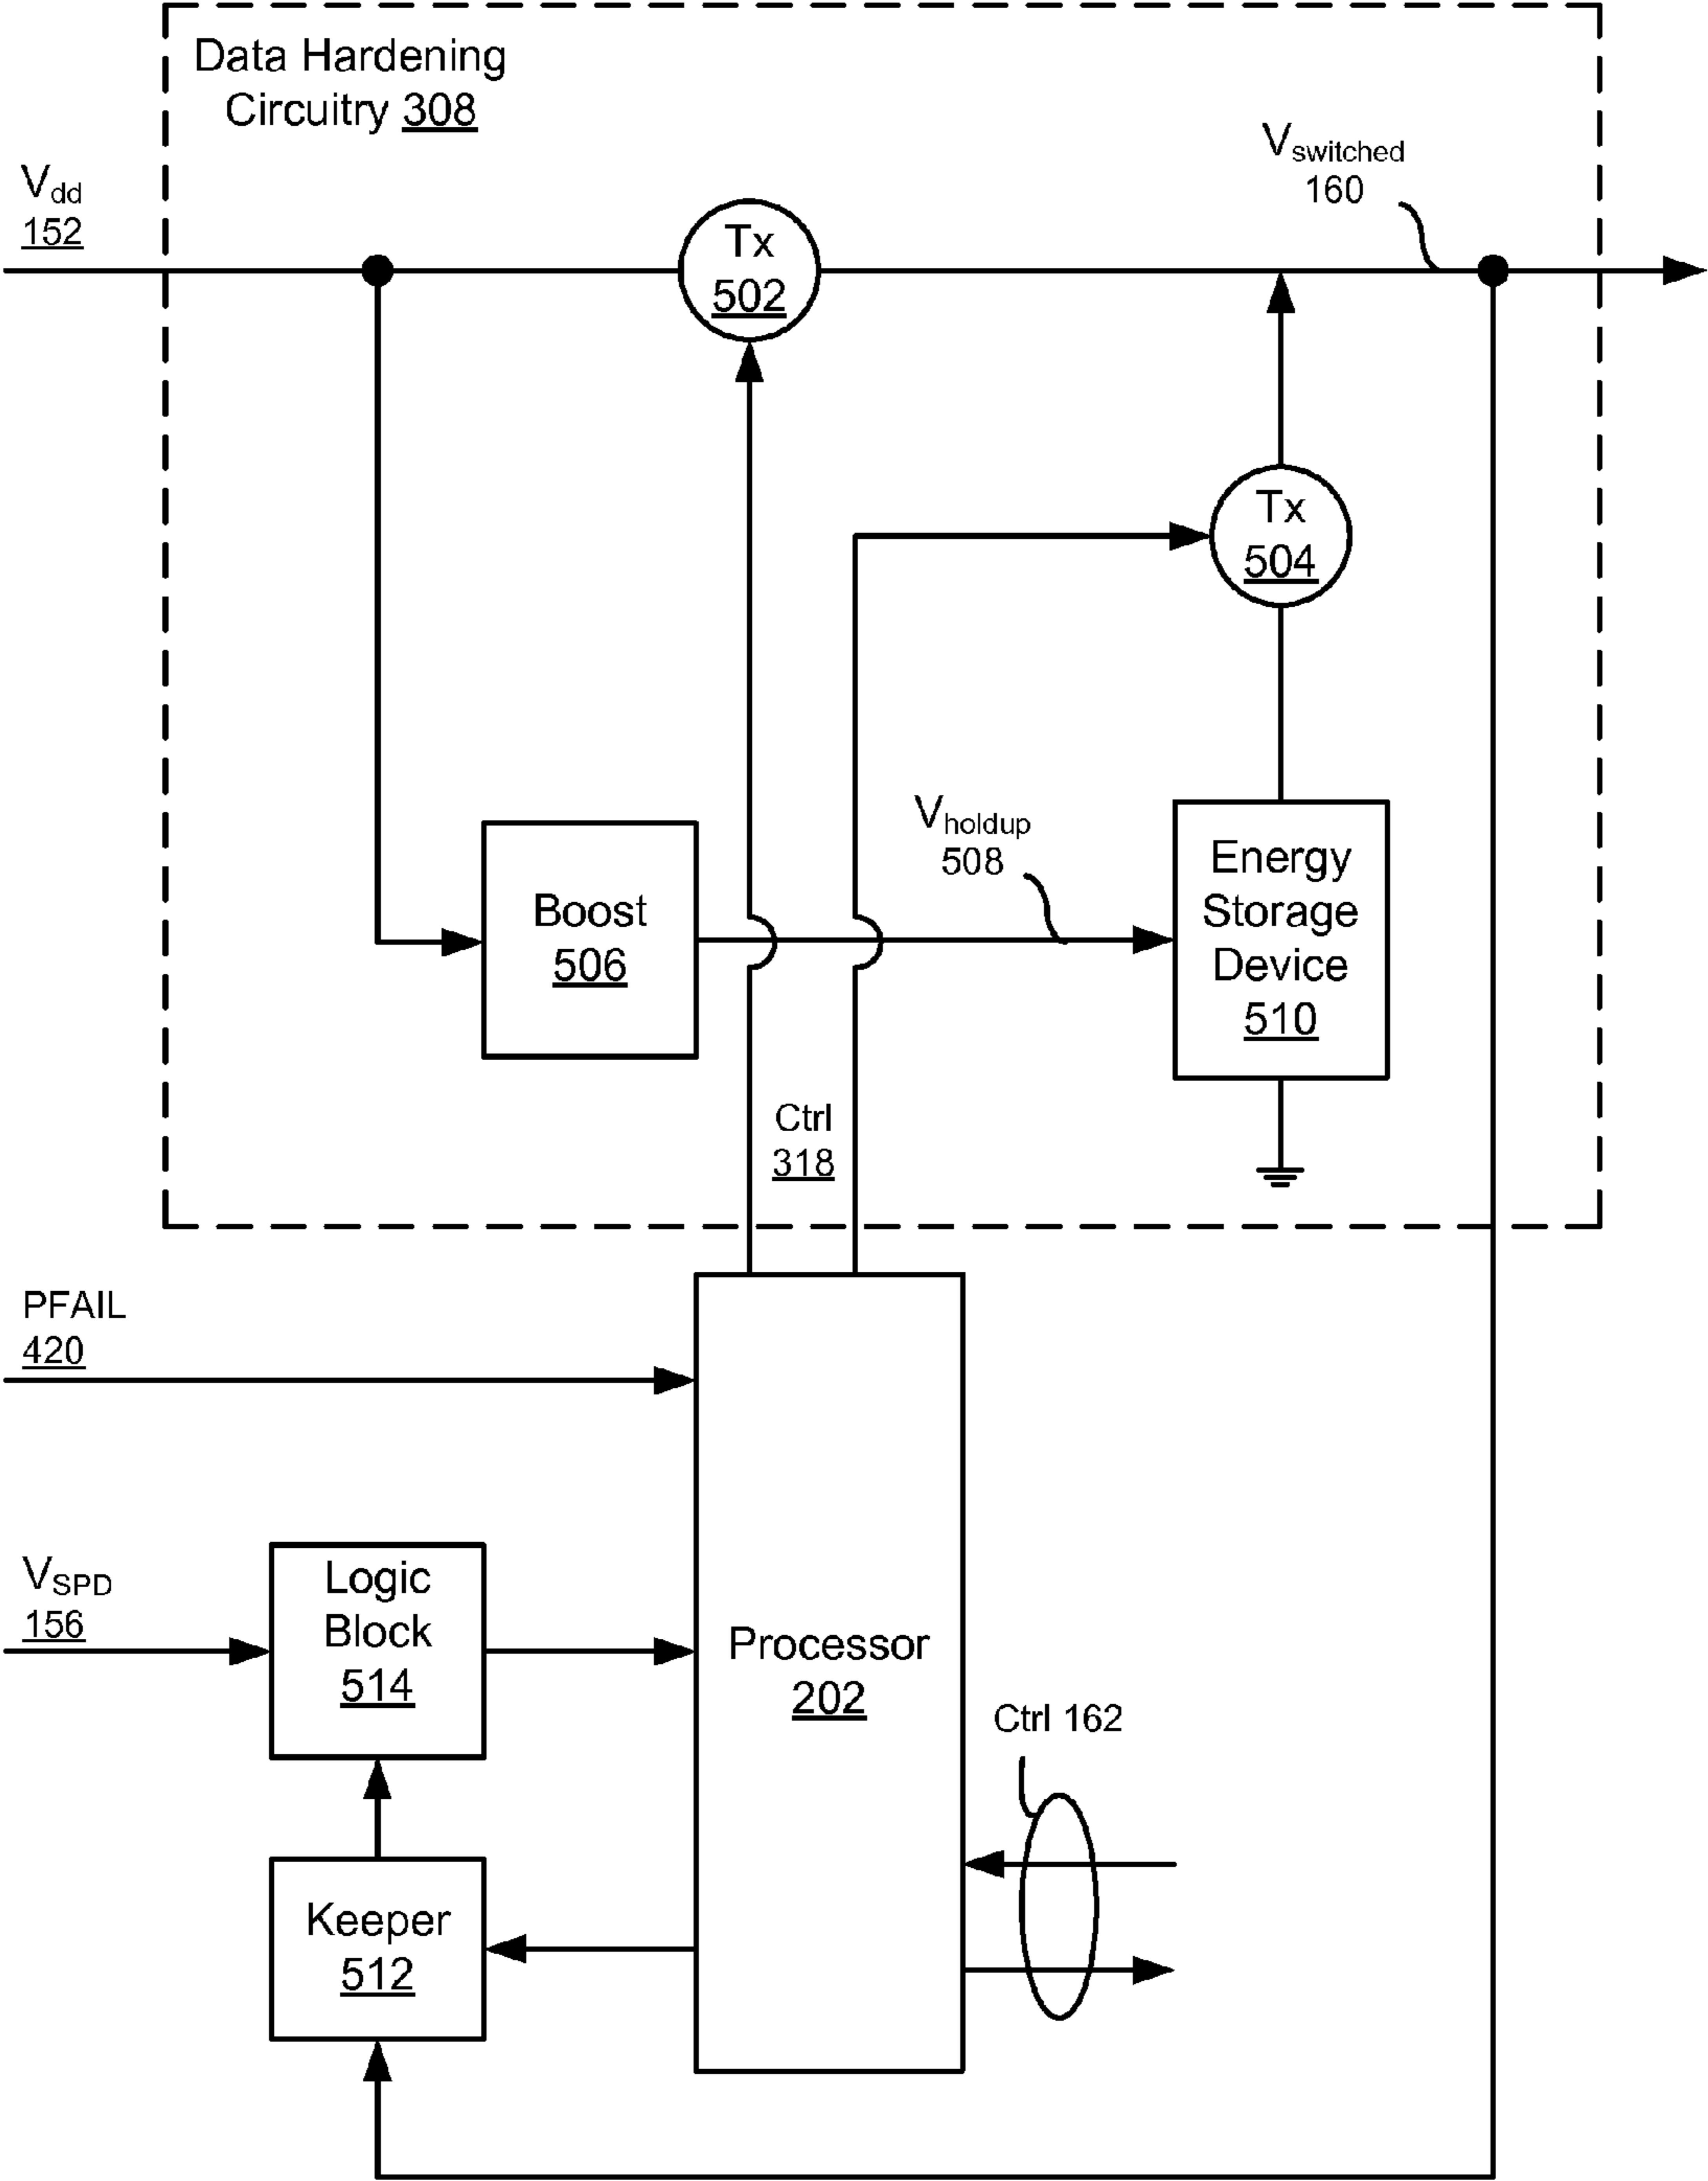 Data Hardening
Circuitry 308
Vdd
152
Vswitched
160
Tx
502
Tx
504
Vholdup
508
Boost
506
Energy
Storage
Device
510
Ctrl
318
PFAIL
420
VSPD
156
Logic
Block
514
Processor
202
Ctrl 162
Keeper
512